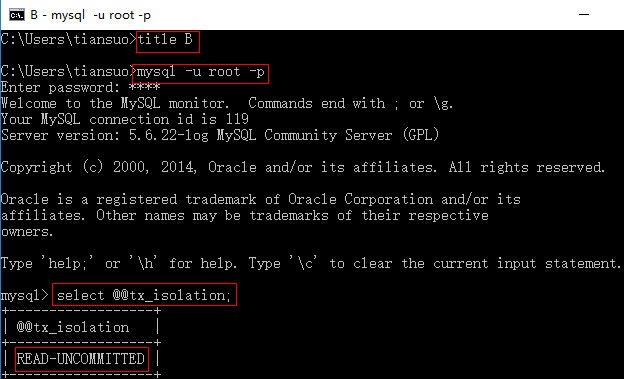 B - mysql  -u root -p
C:\Users\tiansuo>title B
C:\Users\tiansuo>mysql -u root -p
Enter password: ****
Welcome to the MySQL monitor.  Commands end with ; or \g.
Your MySQL connection id is 119
Server version: 5.6.22-log MySQL Community Server (GPL)
Copyright (c) 2000, 2014, Oracle and/or its affiliates. All rights reserved.
Oracle is a registered trademark of Oracle Corporation and/or its
affiliates. Other names may be trademarks of their respective
owners.
Type 'help;' or '\h' for help. Type '\c' to clear the current input statement.
mysql> select @@tx_isolation;
+------------------+
| @@tx_isolation   |
+------------------+
| READ-UNCOMMITTED |
+------------------+